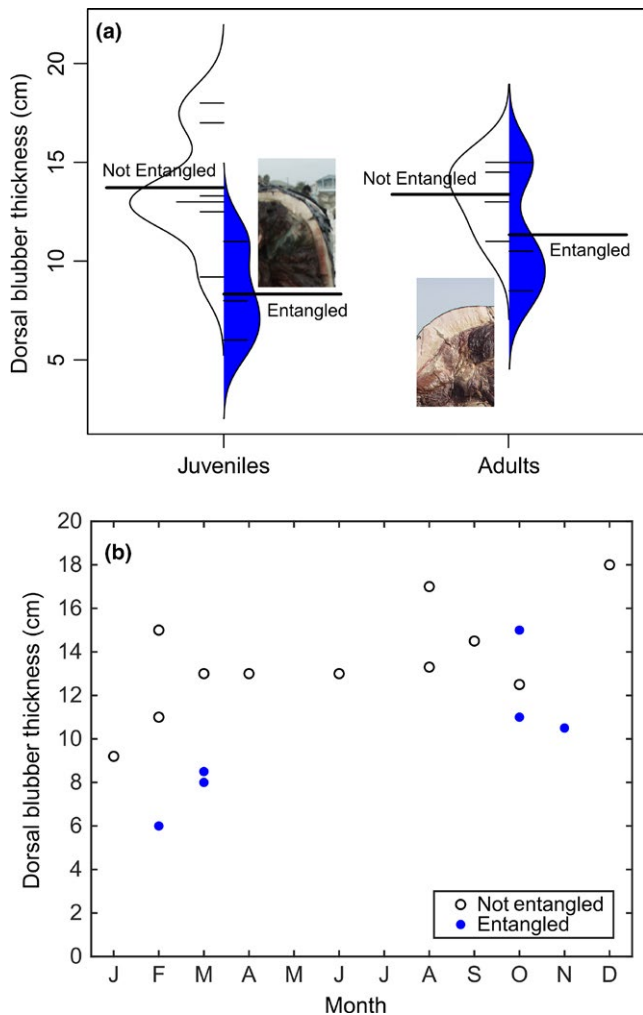 (a)
Dorsal blubber thickness (cm)
20
15
10
5
Not Entangled
Entangled
Not Entangled
Entangled
Juveniles
Adults
(b)
Dorsal blubber thickness (cm)
20
18
16
14
12
10
8
6
4
2
0
Not entangled
Entangled
J F M A M J J A S O N D
Month